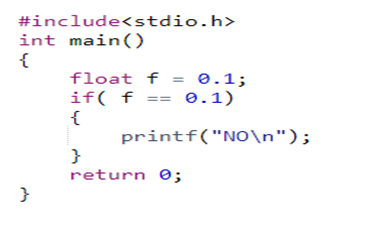 #include<stdio.h>
int main()
{
float f = 0.1;
if( f == 0.1)
{
printf("NO\n");
}
return 0;
}